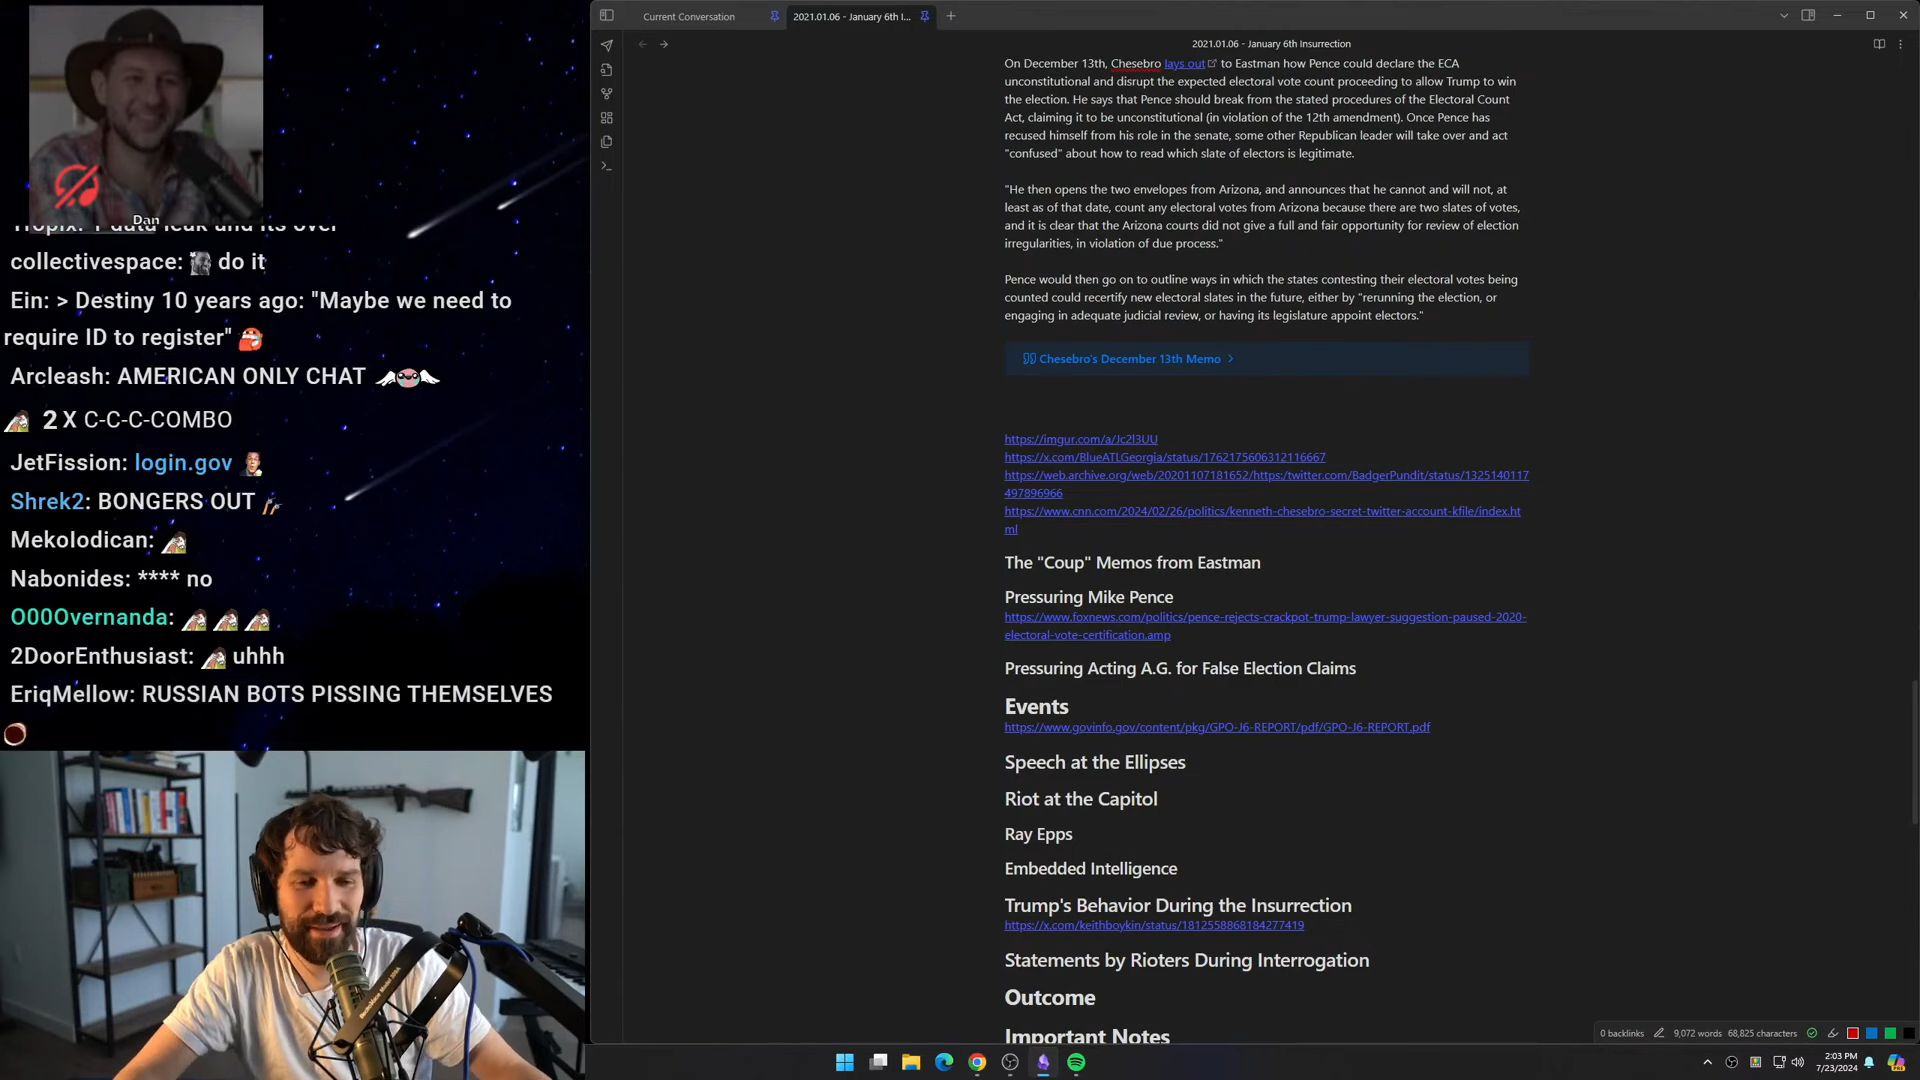 Dan
Tropix: 1 data leak and its over
collectivespace: do it
Ein: > Destiny 10 years ago: "Maybe we need to
require ID to register"
Arcleash: AMERICAN ONLY CHAT
2 X C-C-C-COMBO
JetFission: login.gov
Shrek2: BONGERS OUT
Mekolodican:
Nabonides: **** no
O00Overnanda:
2DoorEnthusiast: uhhh
EriqMellow: RUSSIAN BOTS PISSING THEMSELVES
Current Conversation
2021.01.06 - January 6th I...
2021.01.06 - January 6th Insurrection
On December 13th, Chesebro lays out to Eastman how Pence could declare the ECA
unconstitutional and disrupt the expected electoral vote count proceeding to allow Trump to win
the election. He says that Pence should break from the stated procedures of the Electoral Count
Act, claiming it to be unconstitutional (in violation of the 12th amendment). Once Pence has
recused himself from his role in the senate, some other Republican leader will take over and act
"confused" about how to read which slate of electors is legitimate.
"He then opens the two envelopes from Arizona, and announces that he cannot and will not, at
least as of that date, count any electoral votes from Arizona because there are two slates of votes,
and it is clear that the Arizona courts did not give a full and fair opportunity for review of election
irregularities, in violation of due process."
Pence would then go on to outline ways in which the states contesting their electoral votes being
counted could recertify new electoral slates in the future, either by "rerunning the election, or
engaging in adequate judicial review, or having its legislature appoint electors."
Chesebro's December 13th Memo
https://imgur.com/a/Jc2l3UU
https://x.com/BlueATLGeorgia/status/1762175606312116667
https://web.archive.org/web/20201107181652/https:/twitter.com/BadgerPundit/status/1325140117
497896966
https://www.cnn.com/2024/02/26/politics/kenneth-chesebro-secret-twitter-account-kfile/index.ht
ml
The "Coup" Memos from Eastman
Pressuring Mike Pence
https://www.foxnews.com/politics/pence-rejects-crackpot-trump-lawyer-suggestion-paused-2020-
electoral-vote-certification.amp
Pressuring Acting A.G. for False Election Claims
Events
https://www.govinfo.gov/content/pkg/GPO-J6-REPORT/pdf/GPO-J6-REPORT.pdf
Speech at the Ellipses
Riot at the Capitol
Ray Epps
Embedded Intelligence
Trump's Behavior During the Insurrection
https://x.com/keithboykin/status/1812558868184277419
Statements by Rioters During Interrogation
Outcome
Important Notes
0 backlinks
9,072 words 68,825 characters
2:03 PM
7/23/2024